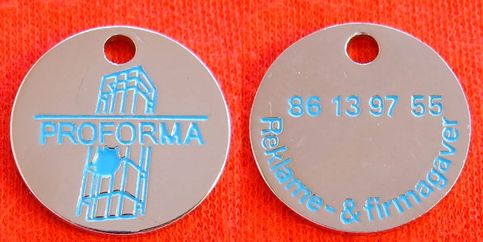 PROFORMA
86 13 97 55
Reklame- & firmagaver